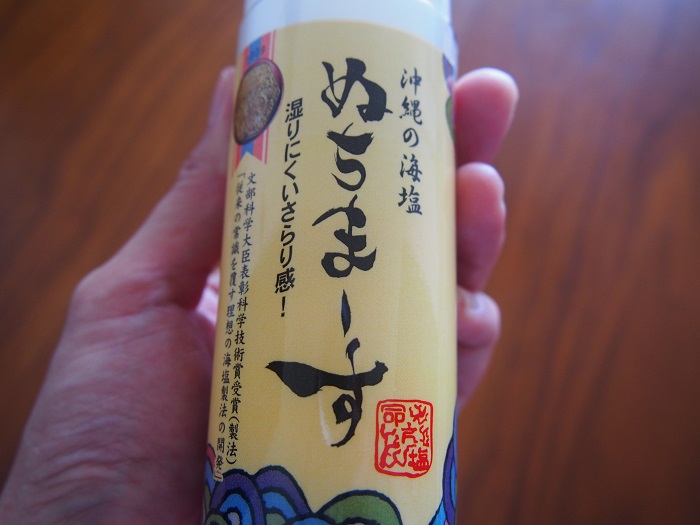 沖縄の海塩
ぬちまーす
湿りにくいさらり感!
文部科学大臣表彰科学技術賞受賞(製法)
「従来の常識を覆す理想の海塩製法の開発」